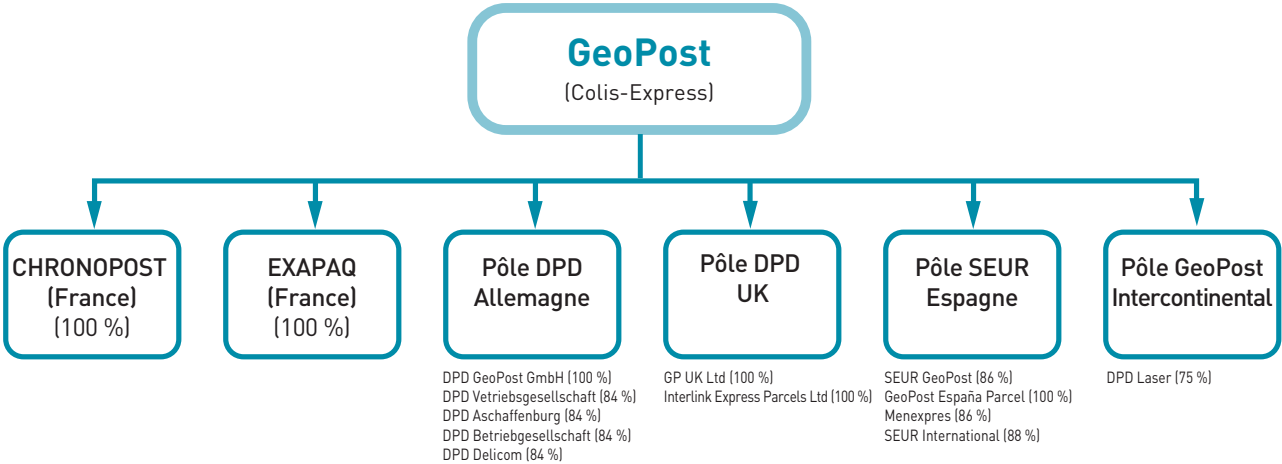 GeoPost
(Colis-Express)
CHRONOPOST
(France)
(100 %)
EXAPAQ
(France)
(100 %)
Pôle DPD
Allemagne
Pôle DPD
UK
Pôle SEUR
Espagne
Pôle GeoPost
Intercontinental
DPD GeoPost GmbH (100 %)
DPD Vetriebsgesellschaft (84 %)
DPD Aschaffenburg (84 %)
DPD Betriebgesellschaft (84 %)
DPD Delicom (84 %)
GP UK Ltd (100 %)
Interlink Express Parcels Ltd (100 %)
SEUR GeoPost (86 %)
GeoPost España Parcel (100 %)
Menexpres (86 %)
SEUR International (88 %)
DPD Laser (75 %)